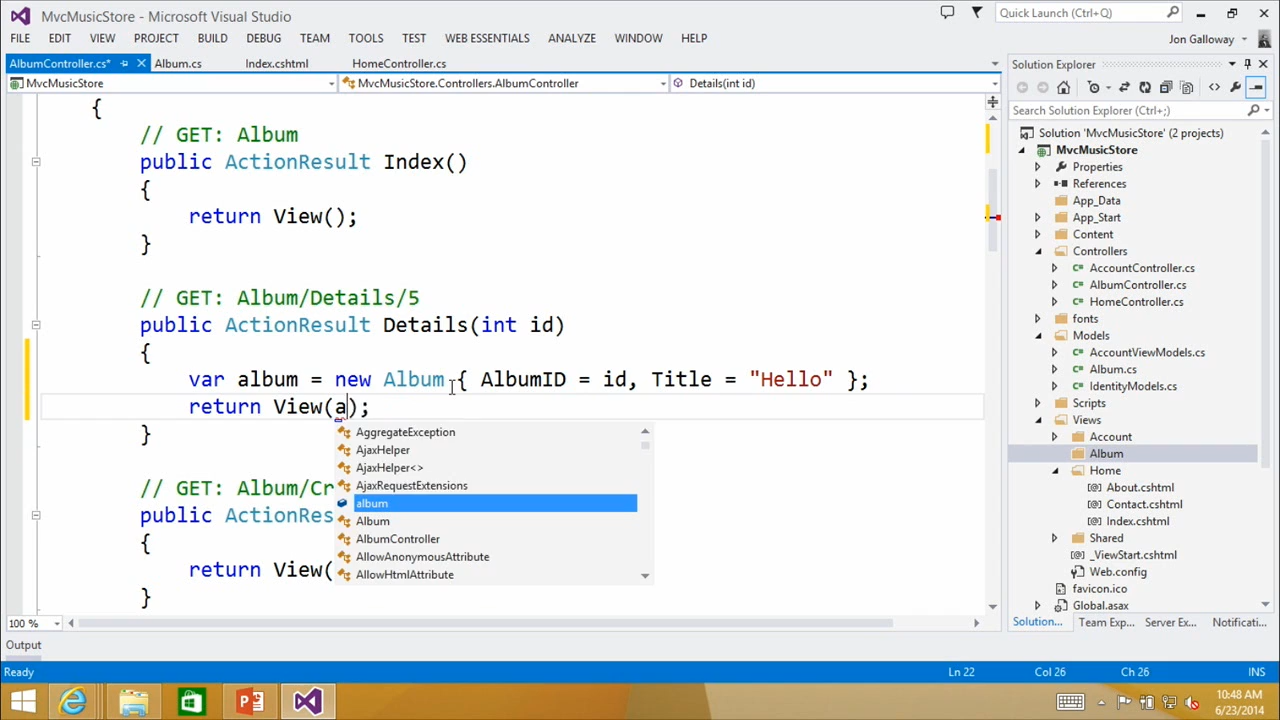 MvcMusicStore - Microsoft Visual Studio
Quick Launch (Ctrl+Q)
FILE EDIT VIEW PROJECT BUILD DEBUG TEAM TOOLS TEST WEB ESSENTIALS ANALYZE WINDOW HELP
Jon Galloway
AlbumController.cs* Album.cs Index.cshtml HomeController.cs
MvcMusicStore MvcMusicStore.Controllers.AlbumController Details(int id)
{
// GET: Album
public ActionResult Index()
{
return View();
}
// GET: Album/Details/5
public ActionResult Details(int id)
{
var album = new Album { AlbumID = id, Title = "Hello" };
return View(a);
}
// GET: Album/Cr
public ActionRes
{
return View(
}
AggregateException
AjaxHelper
AjaxHelper<>
AjaxRequestExtensions
album
Album
AlbumController
AllowAnonymousAttribute
AllowHtmlAttribute
100 %
Solution Explorer
Search Solution Explorer (Ctrl+;)
Solution 'MvcMusicStore' (2 projects)
MvcMusicStore
Properties
References
App_Data
App_Start
Content
Controllers
AccountController.cs
AlbumController.cs
HomeController.cs
fonts
Models
AccountViewModels.cs
Album.cs
IdentityModels.cs
Scripts
Views
Account
Album
Home
About.cshtml
Contact.cshtml
Index.cshtml
Shared
_ViewStart.cshtml
Web.config
favicon.ico
Global.asax
Solution... Team Exp... Server Ex... Notificati...
Output
Ready Ln 22 Col 26 Ch 26 INS
10:48 AM
6/23/2014